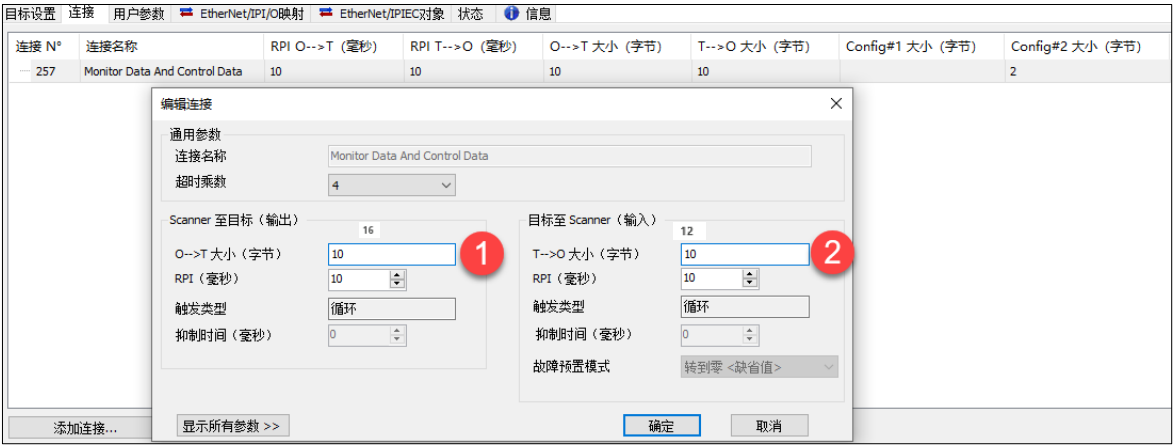 目标设置 连接 用户参数 EtherNet/IPI/O映射 EtherNet/IPIEC对象 状态 信息
连接 N° 连接名称 RPI O-->T (毫秒) RPI T-->O (毫秒) O-->T 大小 (字节) T-->O 大小 (字节) Config#1 大小 (字节) Config#2 大小 (字节)
257 Monitor Data And Control Data 10 10 10 10 2
编辑连接
通用参数
连接名称 Monitor Data And Control Data
超时乘数 4
Scanner 至目标 (输出) 目标至 Scanner (输入)
16 12
O-->T 大小 (字节) 10 1 T-->O 大小 (字节) 10 2
RPI (毫秒) 10 RPI (毫秒) 10
触发类型 循环 触发类型 循环
抑制时间 (毫秒) 0 抑制时间 (毫秒) 0
故障预置模式 转到零 <缺省值>
添加连接... 显示所有参数 >> 确定 取消